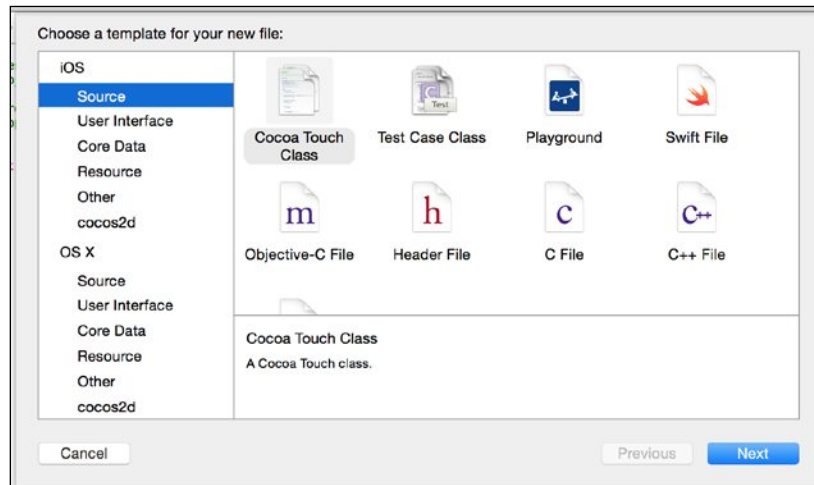 Choose a template for your new file:
iOS
Source
User Interface
Core Data
Resource
Other
cocos2d
OS X
Source
User Interface
Core Data
Resource
Other
cocos2d
Test
Cocoa Touch
Class
Test Case Class
Playground
Swift File
m
h
C
C++
Objective-C File
Header File
C File
C++ File
Cocoa Touch Class
A Cocoa Touch class.
Cancel
Previous
Next